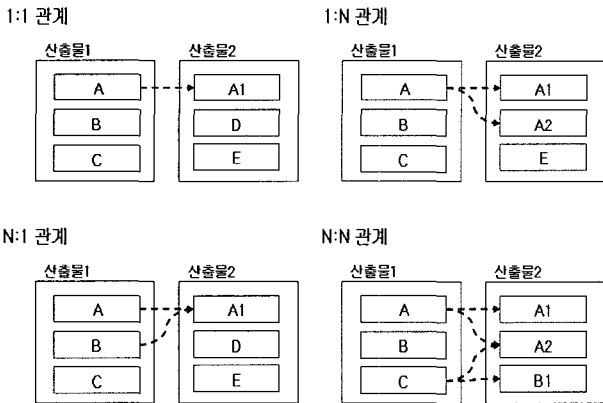 1:1 관계
1:N 관계
산출물1 산출물2
산출물1 산출물2
A A1
B D
C E
A A1
B A2
C E
N:1 관계
N:N 관계
산출물1 산출물2
산출물1 산출물2
A A1
B D
C E
A A1
B A2
C B1